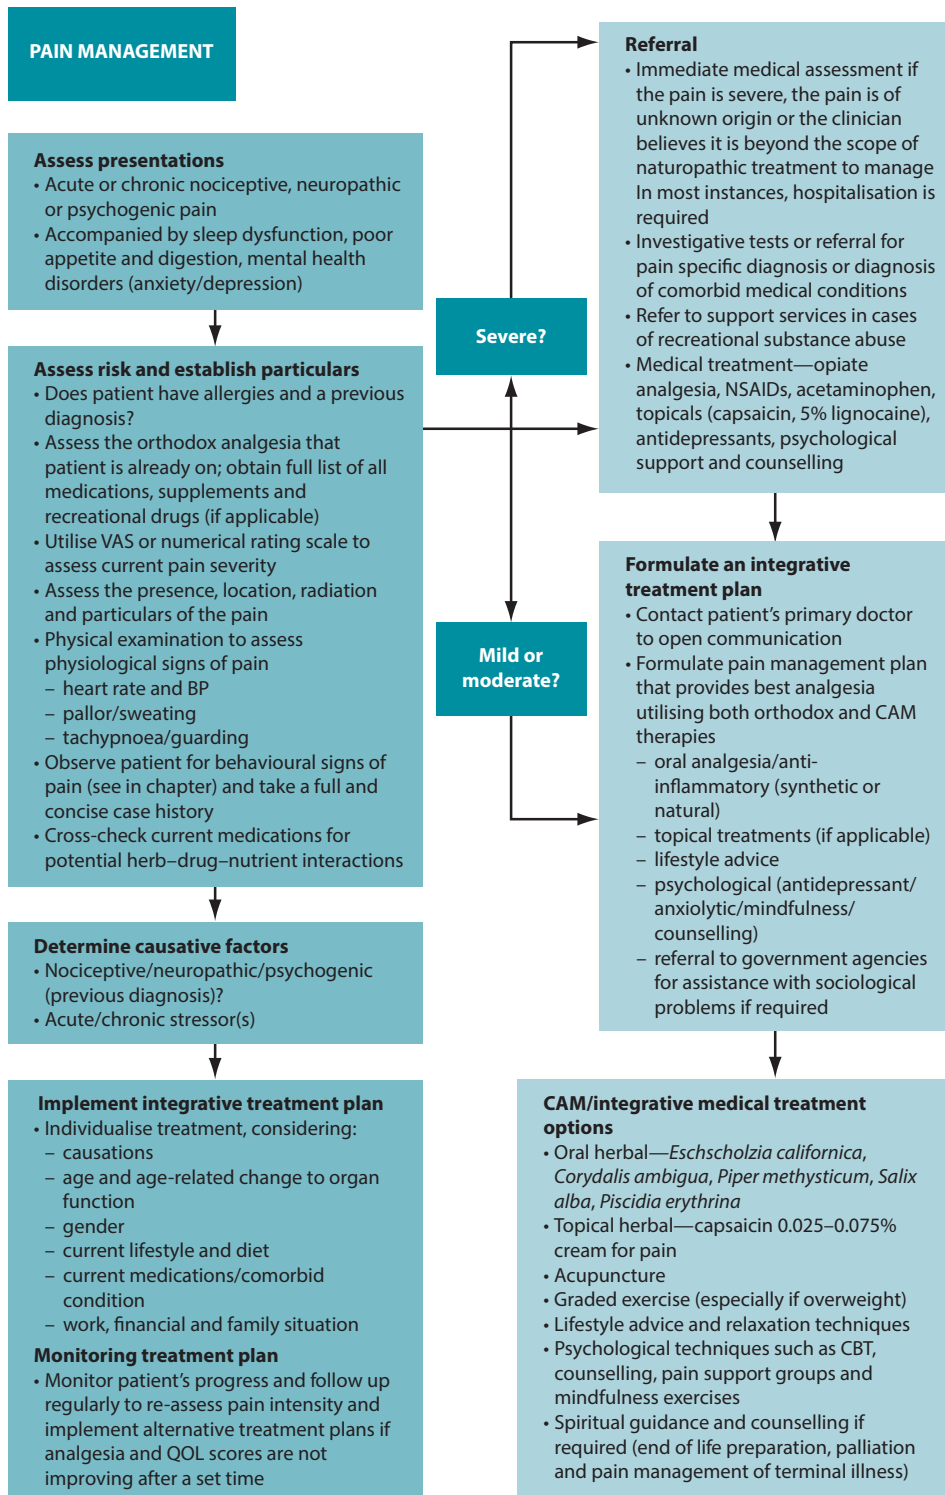 PAIN MANAGEMENT
Assess presentations
• Acute or chronic nociceptive, neuropathic
or psychogenic pain
• Accompanied by sleep dysfunction, poor
appetite and digestion, mental health
disorders (anxiety/depression)
Assess risk and establish particulars
• Does patient have allergies and a previous
diagnosis?
• Assess the orthodox analgesia that
patient is already on; obtain full list of all
medications, supplements and
recreational drugs (if applicable)
• Utilise VAS or numerical rating scale to
assess current pain severity
• Assess the presence, location, radiation
and particulars of the pain
• Physical examination to assess
physiological signs of pain
– heart rate and BP
– pallor/sweating
– tachypnoea/guarding
• Observe patient for behavioural signs of
pain (see in chapter) and take a full and
concise case history
• Cross-check current medications for
potential herb–drug–nutrient interactions
Determine causative factors
• Nociceptive/neuropathic/psychogenic
(previous diagnosis)?
• Acute/chronic stressor(s)
Implement integrative treatment plan
• Individualise treatment, considering:
– causations
– age and age-related change to organ
function
– gender
– current lifestyle and diet
– current medications/comorbid
condition
– work, financial and family situation
Monitoring treatment plan
• Monitor patient's progress and follow up
regularly to re-assess pain intensity and
implement alternative treatment plans if
analgesia and QOL scores are not
improving after a set time
Severe?
Mild or
moderate?
Referral
• Immediate medical assessment if
the pain is severe, the pain is of
unknown origin or the clinician
believes it is beyond the scope of
naturopathic treatment to manage
In most instances, hospitalisation is
required
• Investigative tests or referral for
pain specific diagnosis or diagnosis
of comorbid medical conditions
• Refer to support services in cases
of recreational substance abuse
• Medical treatment—opiate
analgesia, NSAIDs, acetaminophen,
topicals (capsaicin, 5% lignocaine),
antidepressants, psychological
support and counselling
Formulate an integrative
treatment plan
• Contact patient's primary doctor
to open communication
• Formulate pain management plan
that provides best analgesia
utilising both orthodox and CAM
therapies
– oral analgesia/anti-
inflammatory (synthetic or
natural)
– topical treatments (if applicable)
– lifestyle advice
– psychological (antidepressant/
anxiolytic/mindfulness/
counselling)
– referral to government agencies
for assistance with sociological
problems if required
CAM/integrative medical treatment
options
• Oral herbal—Eschscholzia californica,
Corydalis ambigua, Piper methysticum, Salix
alba, Piscidia erythrina
• Topical herbal—capsaicin 0.025–0.075%
cream for pain
• Acupuncture
• Graded exercise (especially if overweight)
• Lifestyle advice and relaxation techniques
• Psychological techniques such as CBT,
counselling, pain support groups and
mindfulness exercises
• Spiritual guidance and counselling if
required (end of life preparation, palliation
and pain management of terminal illness)